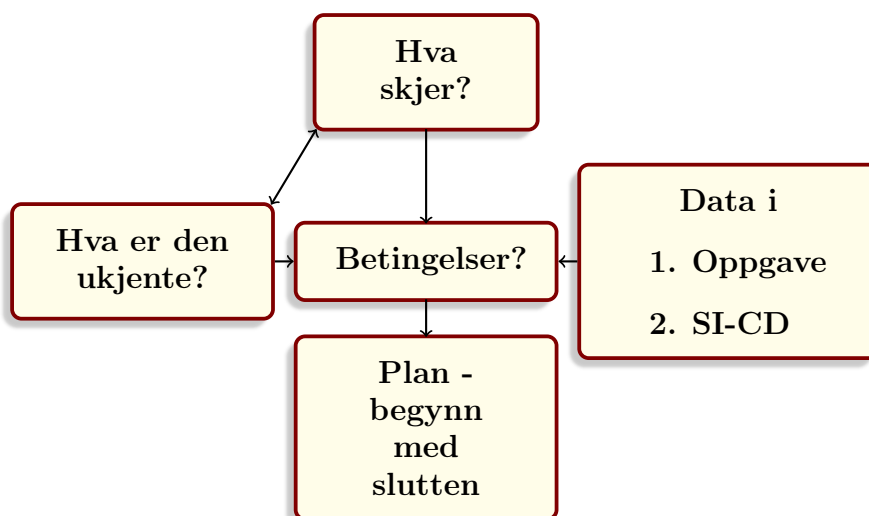 Hva
skjer?
Hva er den
ukjente?
Betingelser?
Data i
1. Oppgave
2. SI-CD
Plan -
begynn
med
slutten